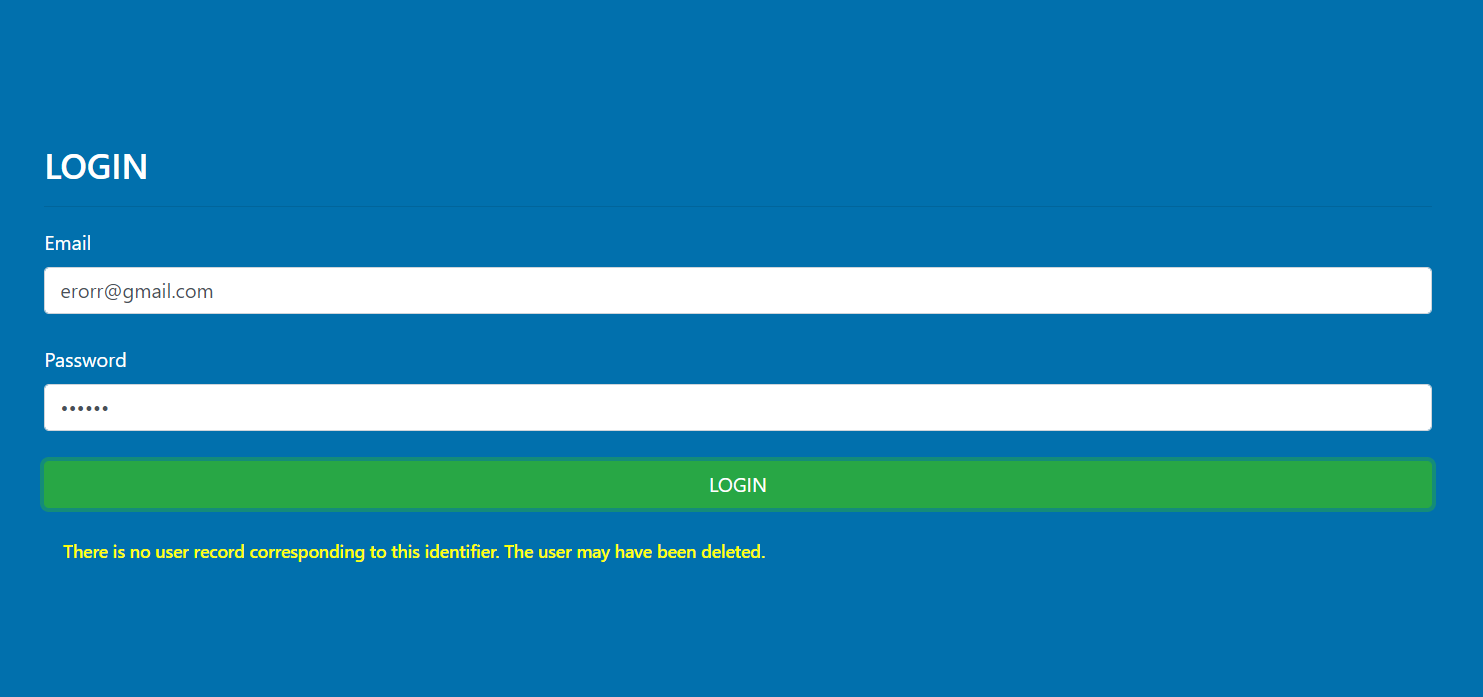 LOGIN
Email
erorr@gmail.com
Password
••••••
LOGIN
There is no user record corresponding to this identifier. The user may have been deleted.